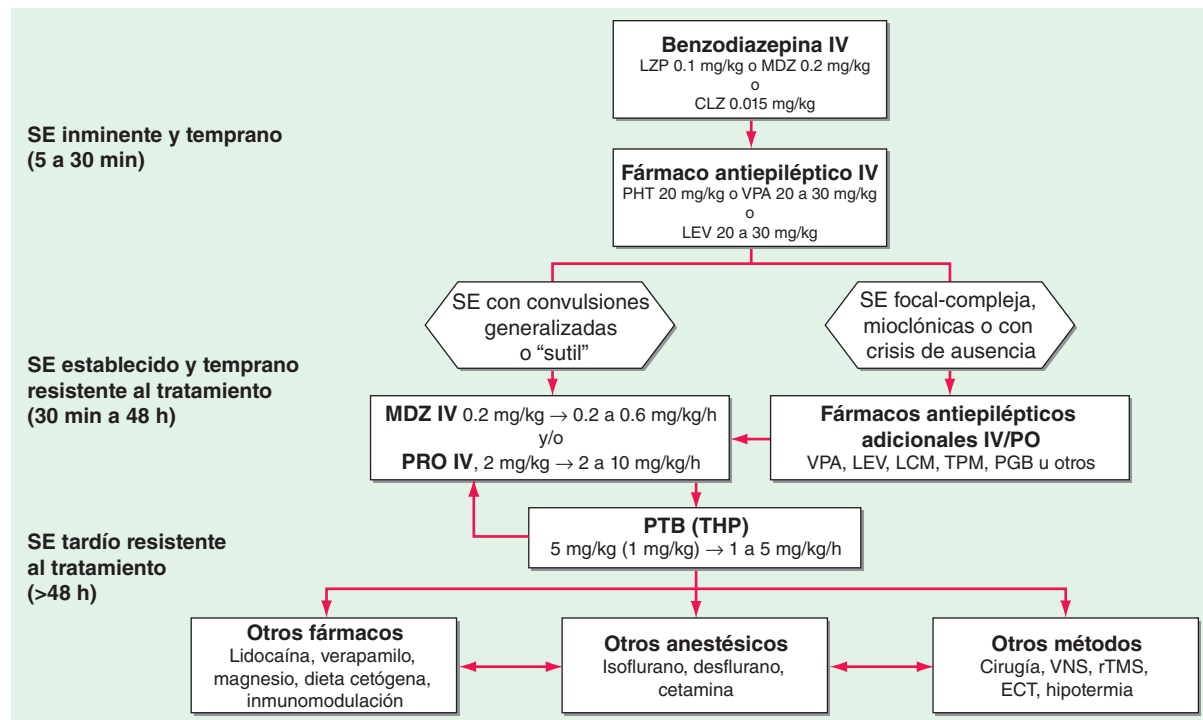 Benzodiazepina IV
LZP 0.1 mg/kg o MDZ 0.2 mg/kg
o
CLZ 0.015 mg/kg
SE inminente y temprano
(5 a 30 min)
Fármaco antiepiléptico IV
PHT 20 mg/kg o VPA 20 a 30 mg/kg
o
LEV 20 a 30 mg/kg
SE con convulsiones
generalizadas
o “sutil”
SE focal-compleja,
mioclónicas o con
crisis de ausencia
SE establecido y temprano
resistente al tratamiento
(30 min a 48 h)
MDZ IV 0.2 mg/kg → 0.2 a 0.6 mg/kg/h
y/o
PRO IV, 2 mg/kg → 2 a 10 mg/kg/h
Fármacos antiepilépticos
adicionales IV/PO
VPA, LEV, LCM, TPM, PGB u otros
PTB (THP)
5 mg/kg (1 mg/kg) → 1 a 5 mg/kg/h
SE tardío resistente
al tratamiento
(>48 h)
Otros fármacos
Lidocaína, verapamilo,
magnesio, dieta cetógena,
inmunomodulación
Otros anestésicos
Isoflurano, desflurano,
cetamina
Otros métodos
Cirugía, VNS, rTMS,
ECT, hipotermia